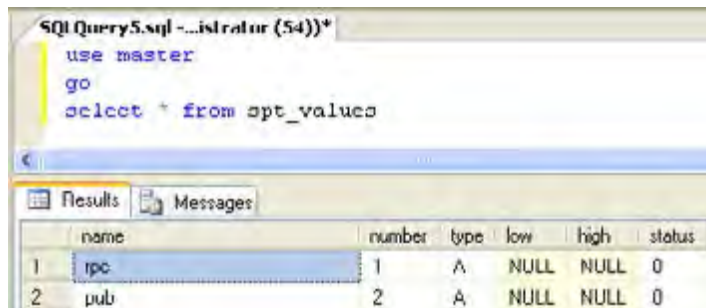 SQLQuery5.sql -...istrator (54))*
use master
go
select * from spt_values
Results Messages
name number type low high status
1 rpc 1 A NULL NULL 0
2 pub 2 A NULL NULL 0